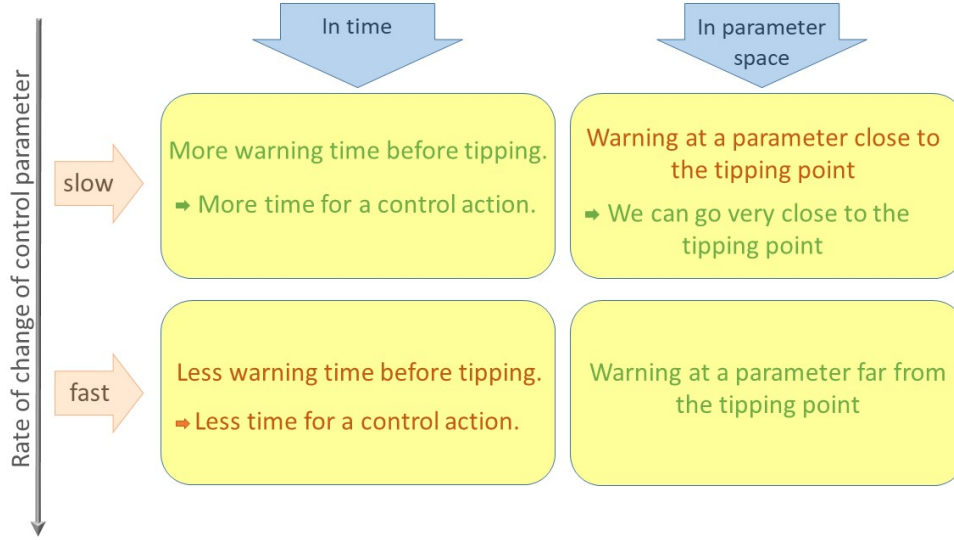 In time
In parameter
space
Rate of change of control parameter
slow
More warning time before tipping.
More time for a control action.
Warning at a parameter close to
the tipping point
We can go very close to the
tipping point
fast
Less warning time before tipping.
Less time for a control action.
Warning at a parameter far from
the tipping point